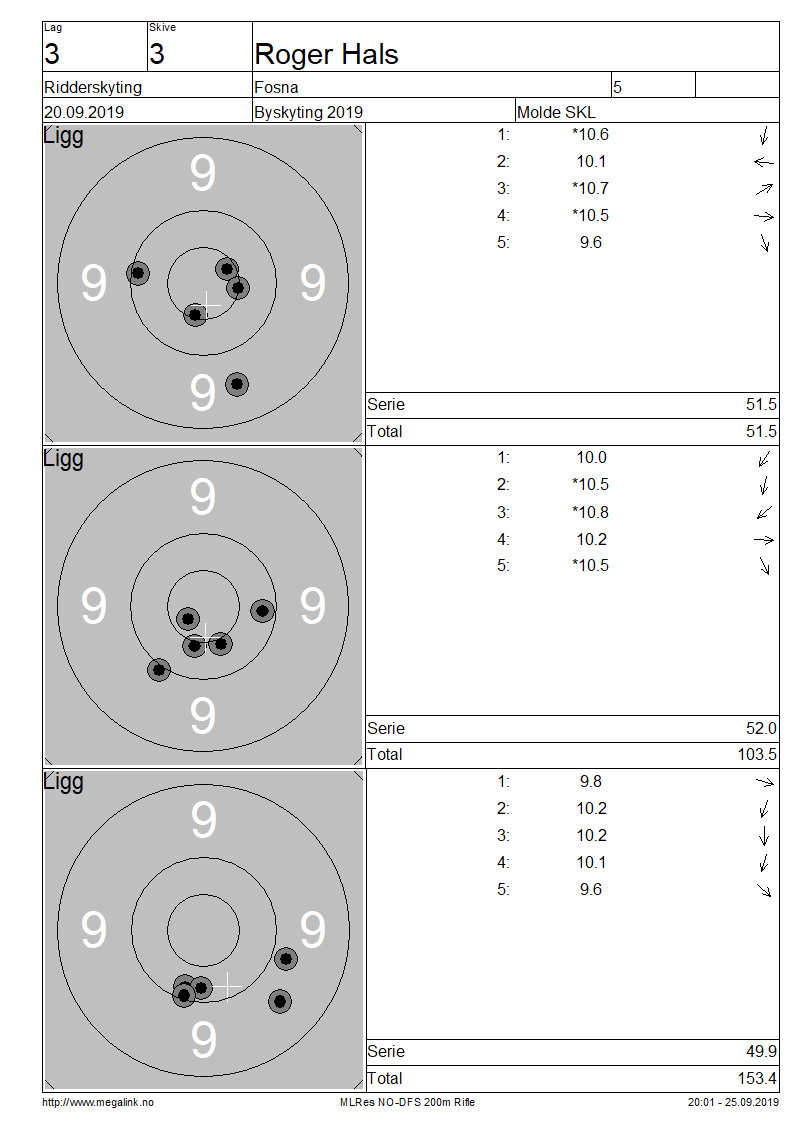 Lag Skive
3 3 Roger Hals
Ridderskyting Fosna 5
20.09.2019 Byskyting 2019 Molde SKL
Ligg
9
9 9
9
1: *10.6
2: 10.1
3: *10.7
4: *10.5
5: 9.6
Serie 51.5
Total 51.5
Ligg
9
9 9
9
1: 10.0
2: *10.5
3: *10.8
4: 10.2
5: *10.5
Serie 52.0
Total 103.5
Ligg
9
9 9
9
1: 9.8
2: 10.2
3: 10.2
4: 10.1
5: 9.6
Serie 49.9
Total 153.4
http://www.megalink.no MLRes NO-DFS 200m Rifle 20:01 - 25.09.2019